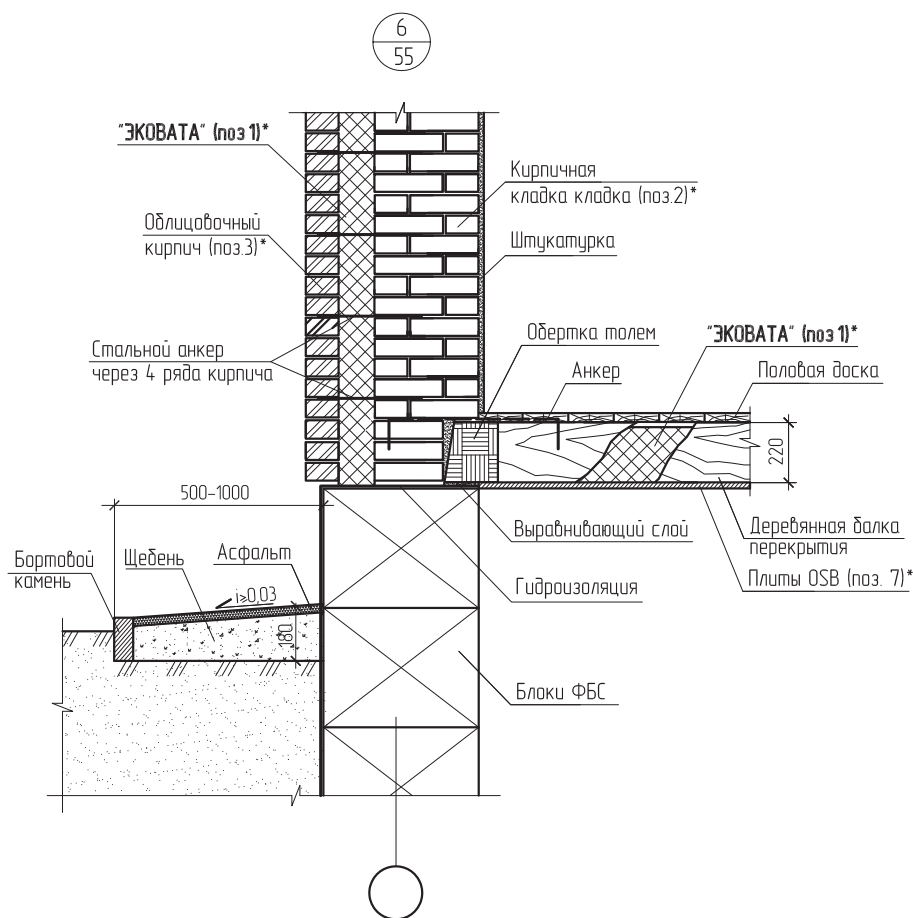 6
55
"ЭКОВАТА" (поз 1)*
Кирпичная
кладка кладка (поз.2)*
Облицовочный
кирпич (поз.3)*
Штукатурка
Стальной анкер
через 4 ряда кирпича
Обертка толем
"ЭКОВАТА" (поз 1)*
Анкер
Половая доска
220
500-1000
Выравнивающий слой
Деревянная балка
перекрытия
Бортовой
камень
Щебень
Асфальт
Плиты OSB (поз. 7)*
Гидроизоляция
i≥0,03
180
Блоки ФБС